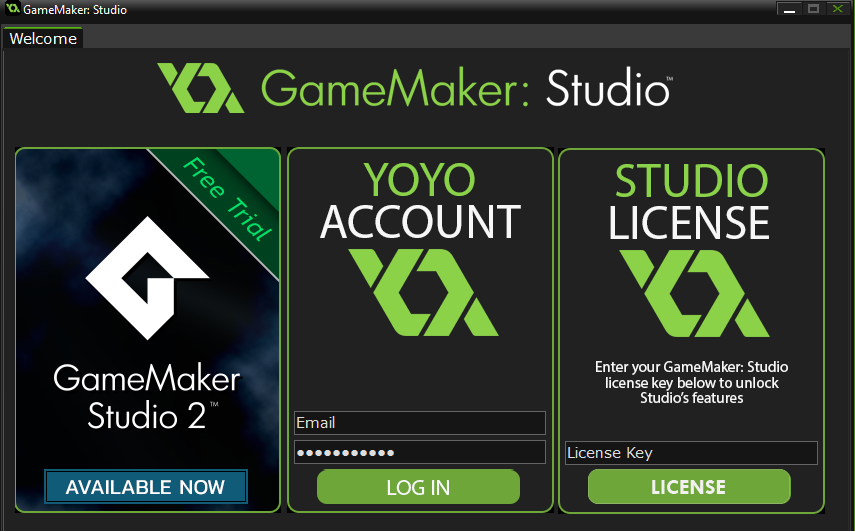 GameMaker: Studio
Welcome
GameMaker: Studio™
Free Trial
GameMaker
Studio 2™
AVAILABLE NOW
YOYO
ACCOUNT
Email
•••••••••••
LOG IN
STUDIO
LICENSE
Enter your GameMaker: Studio
license key below to unlock
Studio's features
License Key
LICENSE